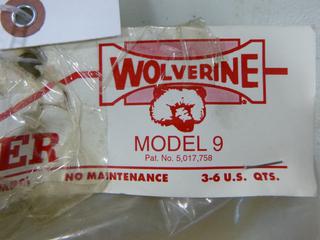 WOLVERINE
MODEL 9
Pat. No. 5,017,758
ER
NO MAINTENANCE 3-6 U.S. QTS.